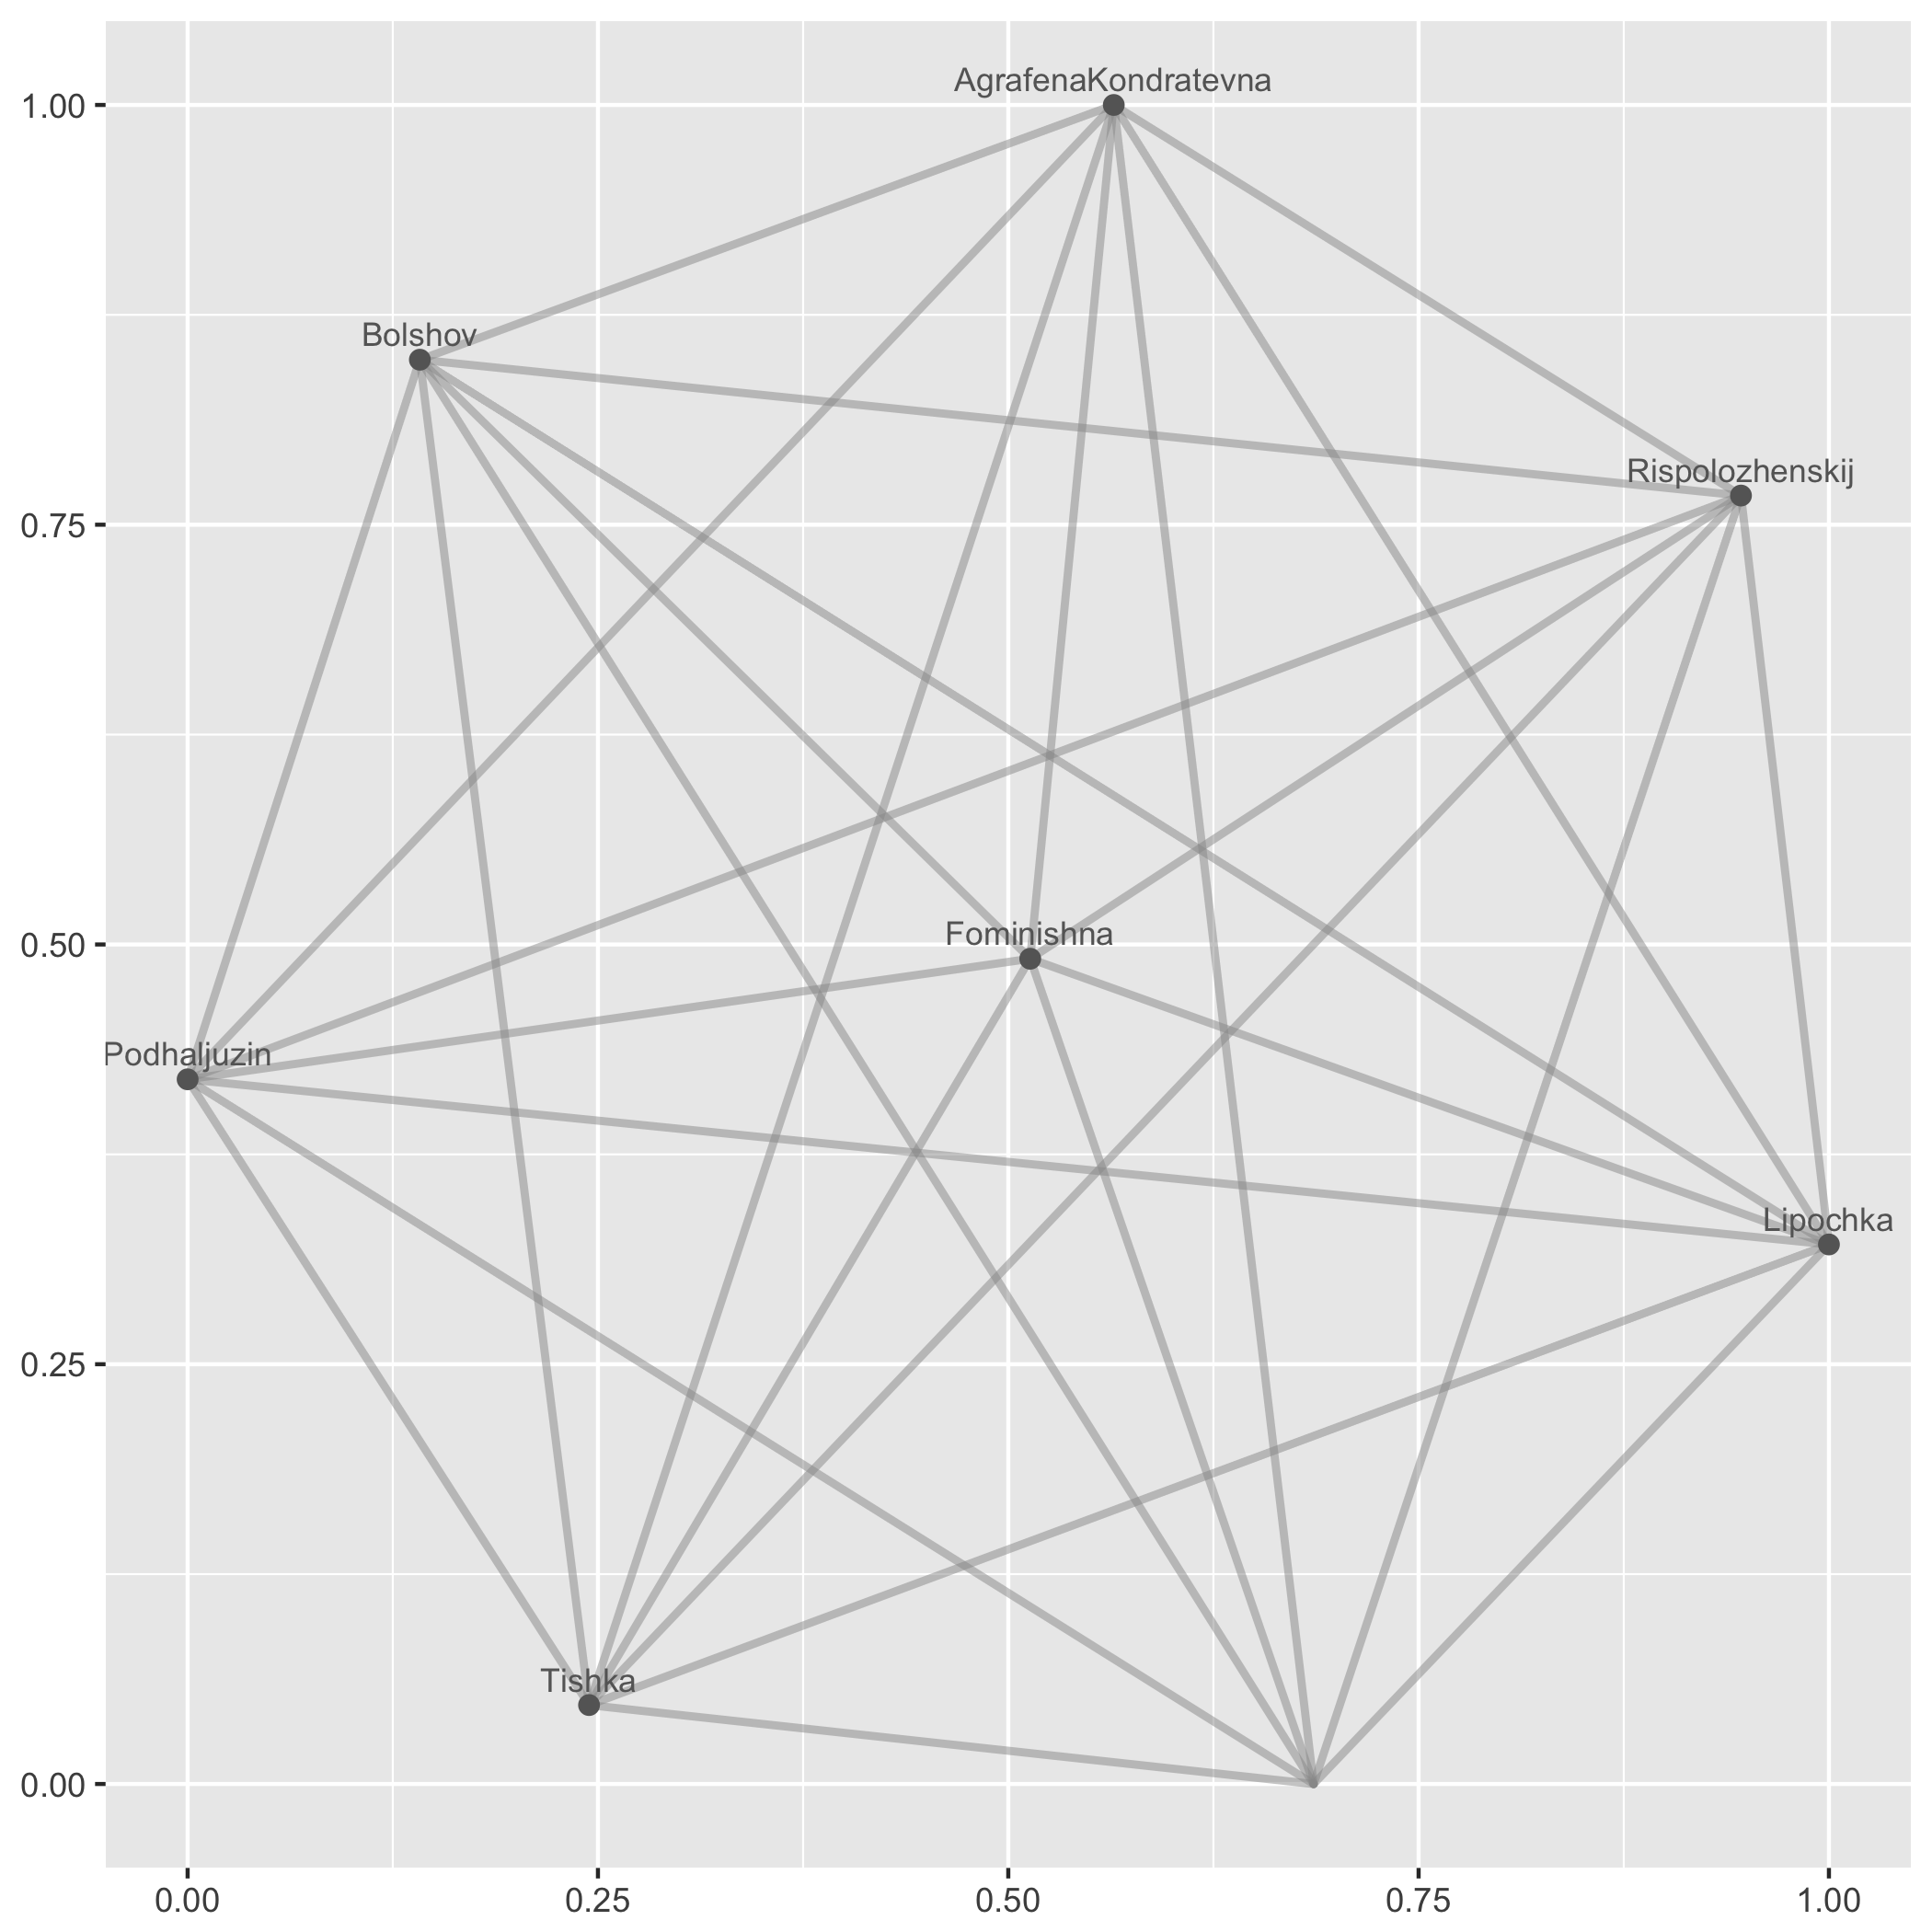 AgrafenaKondratevna
1.00
Bolshov
Rispolozhenskij
0.75
Fominishna
0.50
Podhaljuzin
Lipochka
0.25
Tishka
0.00
0.00 0.25 0.50 0.75 1.00